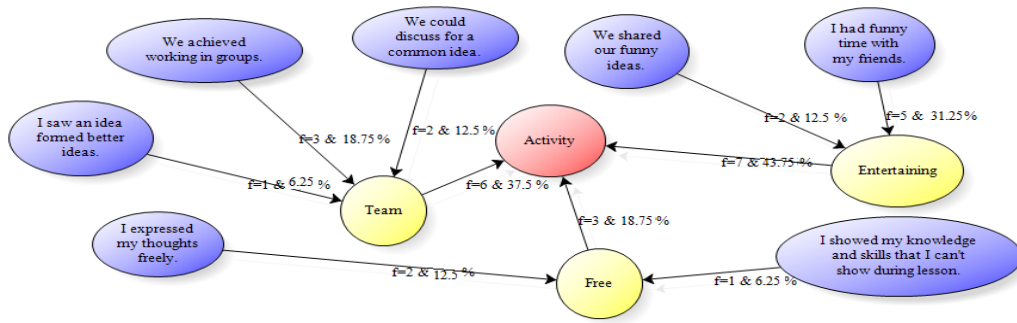 We achieved
working in groups.
We could
discuss for a
common idea.
We shared
our funny
ideas.
I had funny
time with
my friends.
I saw an idea
formed better
ideas.
f=3 & 18.75 %
f=2 & 12.5 %
f=2 & 12.5 %
f=5 & 31.25%
Activity
f=7 & 43.75 %
Entertaining
f=1 & 6.25 %
f=6 & 37.5 %
Team
I expressed
my thoughts
freely.
f=3 & 18.75 %
I showed my knowledge
and skills that I can't
show during lesson.
f=2 & 12.5 %
Free
f=1 & 6.25 %